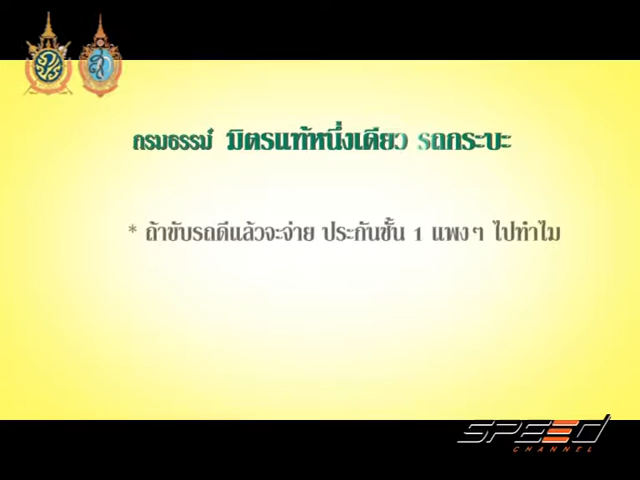 กรมธรรม์ มิตรแท้หนึ่งเดียว รถกระบะ
* ถ้าขับรถดีแล้วจะจ่าย ประกันชั้น 1 แพงๆ ไปทำไม
SPEED
CHANNEL